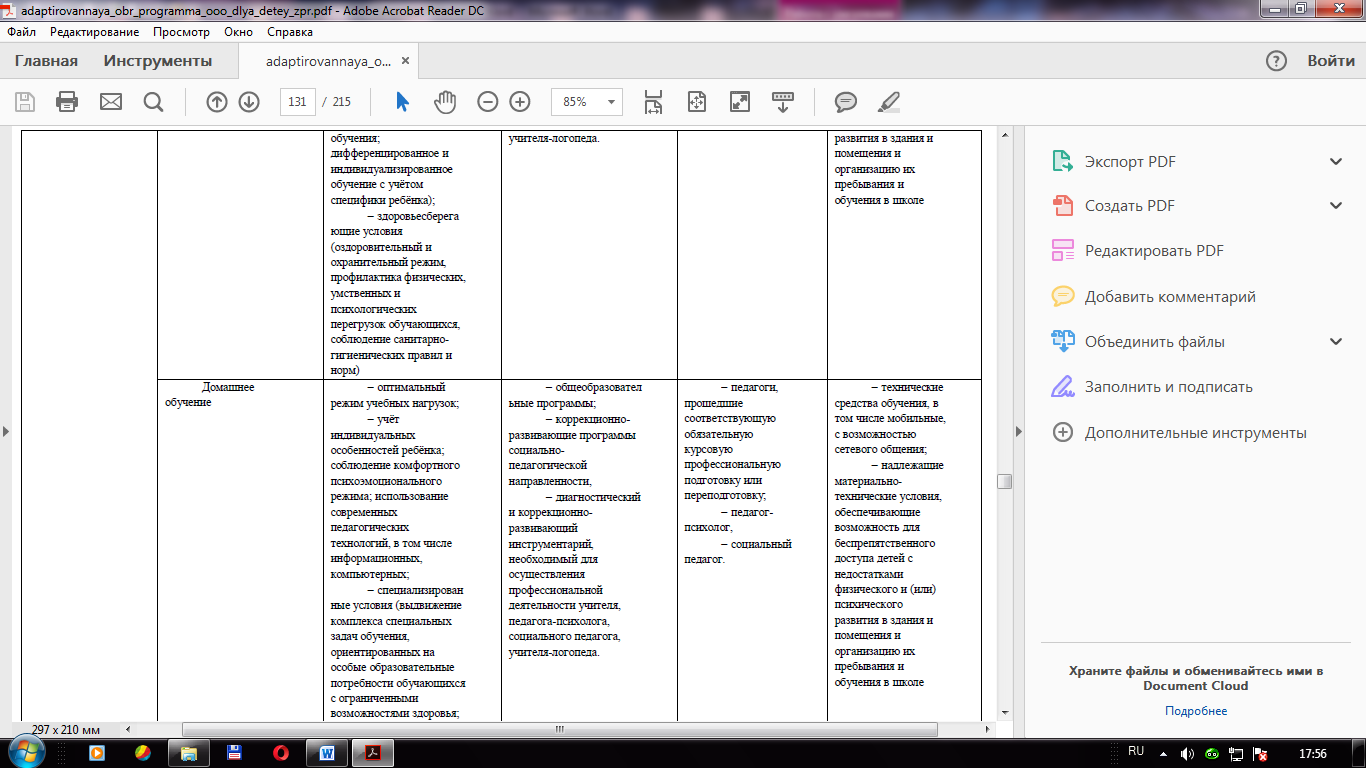 adaptirovannaya_obr_programma_ooo_dlya_detey_zpr.pdf - Adobe Acrobat Reader DC
Файл Редактирование Просмотр Окно Справка
Главная Инструменты adaptirovannaya_o... × ? Войти
131 / 215 85%
обучения;
дифференцированное и
индивидуализированное
обучение с учётом
специфики ребёнка);
– здоровьесберега
ющие условия
(оздоровительный и
охранительный режим,
профилактика физических,
умственных и
психологических
перегрузок обучающихся,
соблюдение санитарно-
гигиенических правил и
норм)
учителя-логопеда.
развития в здания и
помещения и
организацию их
пребывания и
обучения в школе
Домашнее
обучение
– оптимальный
режим учебных нагрузок;
– учёт
индивидуальных
особенностей ребёнка;
соблюдение комфортного
психоэмоционального
режима; использование
современных
педагогических
технологий, в том числе
информационных,
компьютерных;
– специализирован
ные условия (выдвижение
комплекса специальных
задач обучения,
ориентированных на
особые образовательные
потребности обучающихся
с ограниченными
возможностями здоровья;
– общеобразовател
ьные программы;
– коррекционно-
развивающие программы
социально-
педагогической
направленности,
– диагностический
и коррекционно-
развивающий
инструментарий,
необходимый для
осуществления
профессиональной
деятельности учителя,
педагога-психолога,
социального педагога,
учителя-логопеда.
– педагоги,
прошедшие
соответствующую
обязательную
курсовую
профессиональную
подготовку или
переподготовку;
– педагог-
психолог,
– социальный
педагог.
– технические
средства обучения, в
том числе мобильные,
с возможностью
сетевого общения;
– надлежащие
материально-
технические условия,
обеспечивающие
возможность для
беспрепятственного
доступа детей с
недостатками
физического и (или)
психического
развития в здания и
помещения и
организацию их
пребывания и
обучения в школе
Экспорт PDF
Создать PDF
Редактировать PDF
Добавить комментарий
Объединить файлы
Заполнить и подписать
Дополнительные инструменты
Храните файлы и обменивайтесь ими в
Document Cloud
Подробнее
297 x 210 мм
RU 17:56